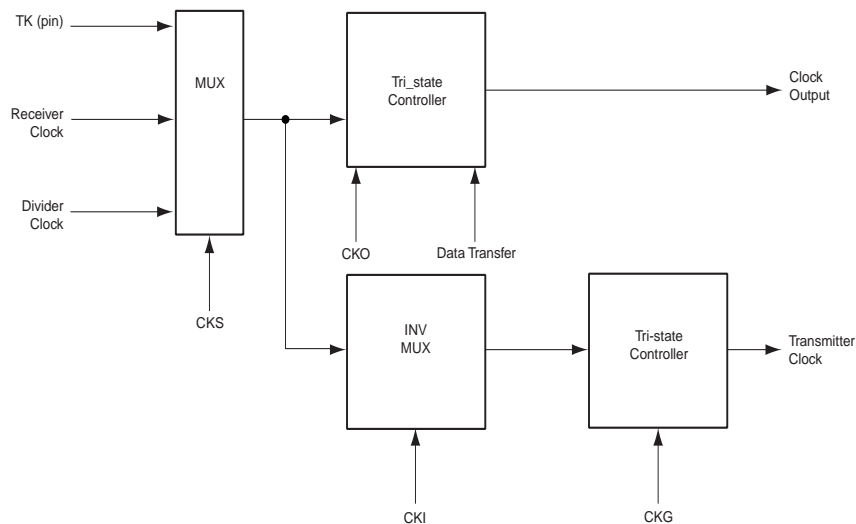 TK (pin)
MUX
Tri_state
Controller
Clock
Output
Receiver
Clock
Divider
Clock
CKO
Data Transfer
CKS
INV
MUX
Tri-state
Controller
Transmitter
Clock
CKI
CKG